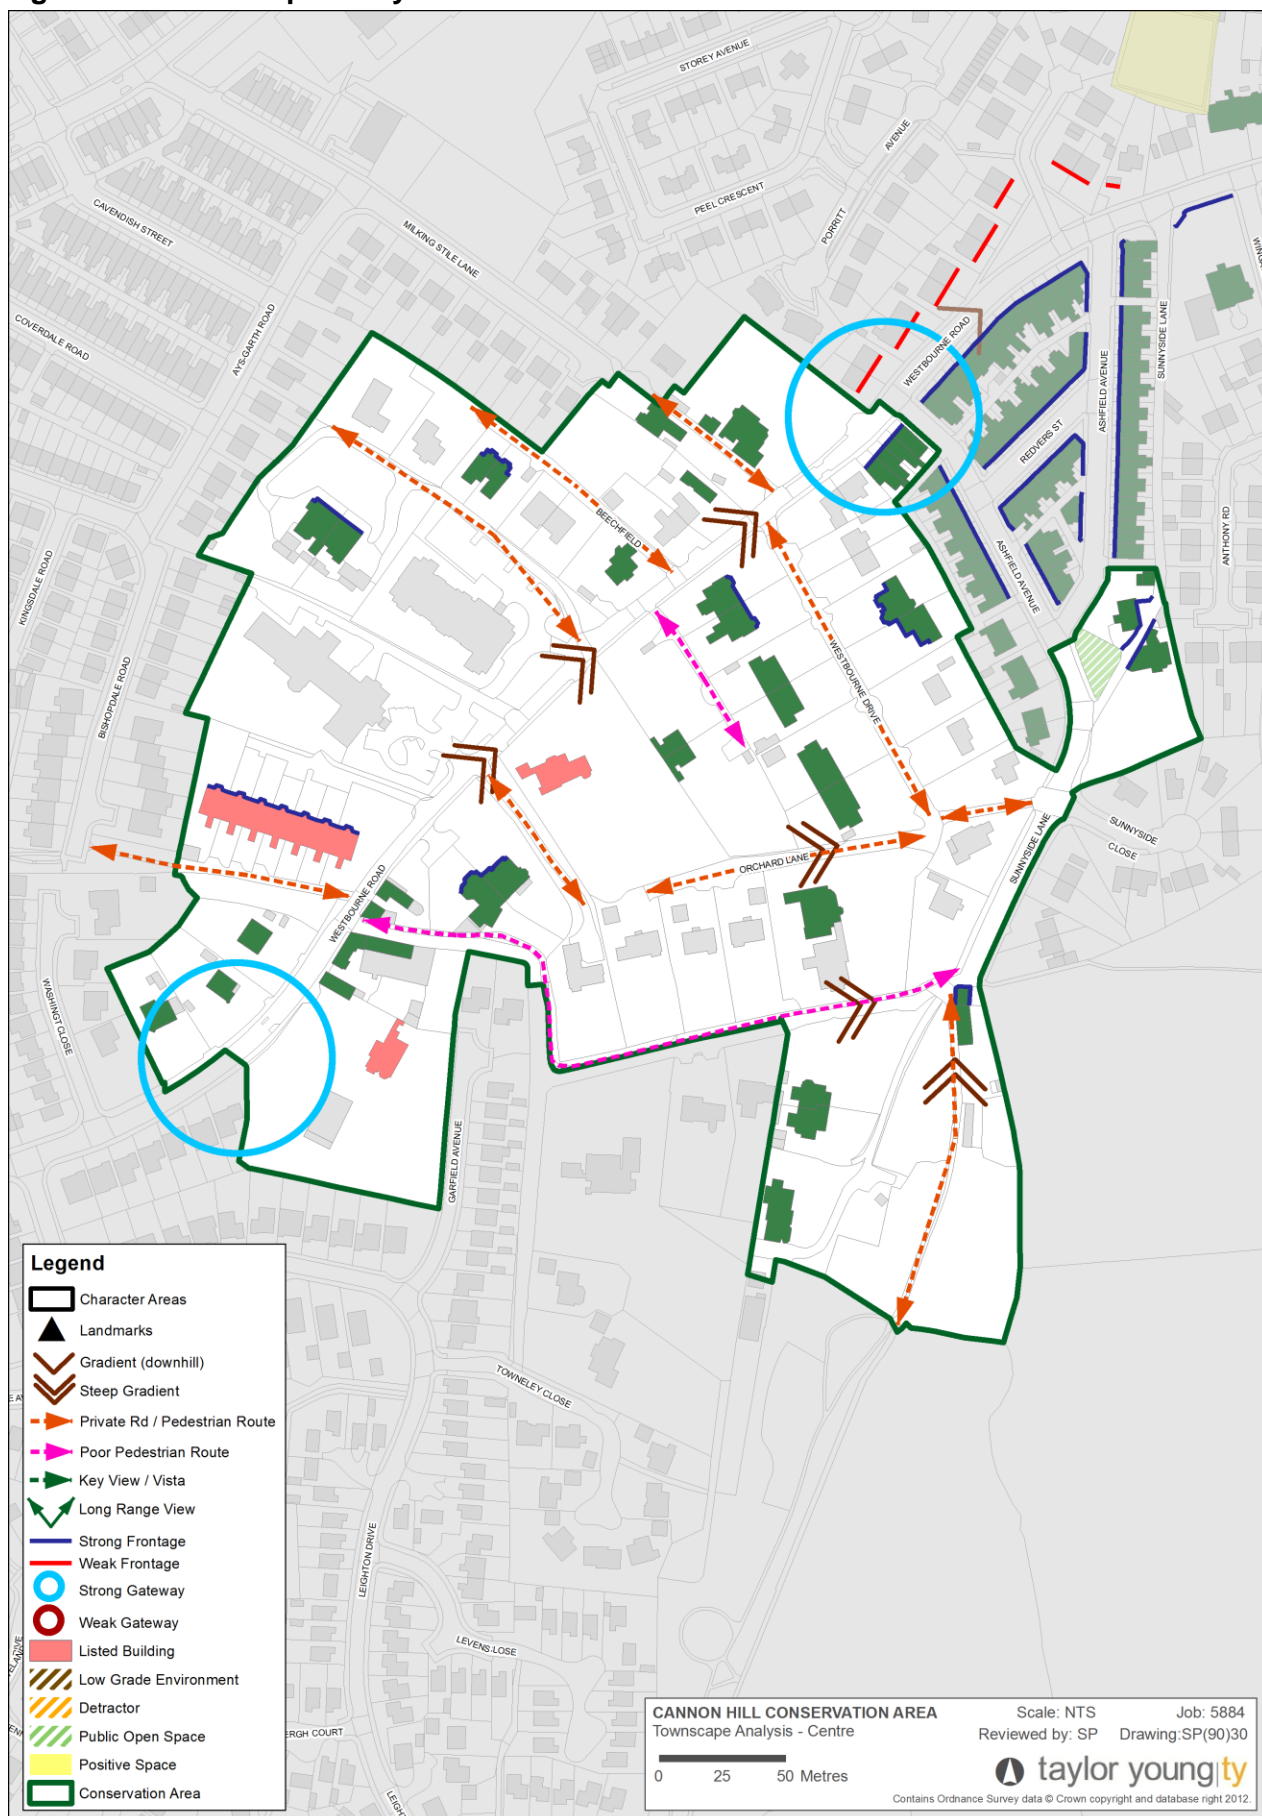 STOREY AVENUE
AVENUE
PORRITT
PEEL CRESCENT
CAVENDISH STREET
MILKING STILE LANE
COVERDALE ROAD
AYS-GARTH ROAD
WESTBOURNE ROAD
SUNNYSIDE LANE
ASHFIELD AVENUE
REDVERS ST
ANTHONY RD
BEECHFIELD
ASHFIELD AVENUE
KINGSDALE ROAD
BISHOPDALE ROAD
WESTBOURNE DRIVE
ORCHARD LANE
SUNNYSIDE LANE
SUNNYSIDE
CLOSE
WESTBOURNE ROAD
WASHINGT CLOSE
GARFIELD AVENUE
TOWNELEY CLOSE
LEIGHTON DRIVE
ERGH COURT
Legend
Character Areas
Landmarks
Gradient (downhill)
Steep Gradient
Private Rd / Pedestrian Route
Poor Pedestrian Route
Key View / Vista
Long Range View
Strong Frontage
Weak Frontage
Strong Gateway
Weak Gateway
Listed Building
Low Grade Environment
Detractor
Public Open Space
Positive Space
Conservation Area
CANNON HILL CONSERVATION AREA
Townscape Analysis - Centre
Scale: NTS Job: 5884
Reviewed by: SP Drawing:SP(90)30
0 25 50 Metres
taylor young|ty
Contains Ordnance Survey data © Crown copyright and database right 2012.